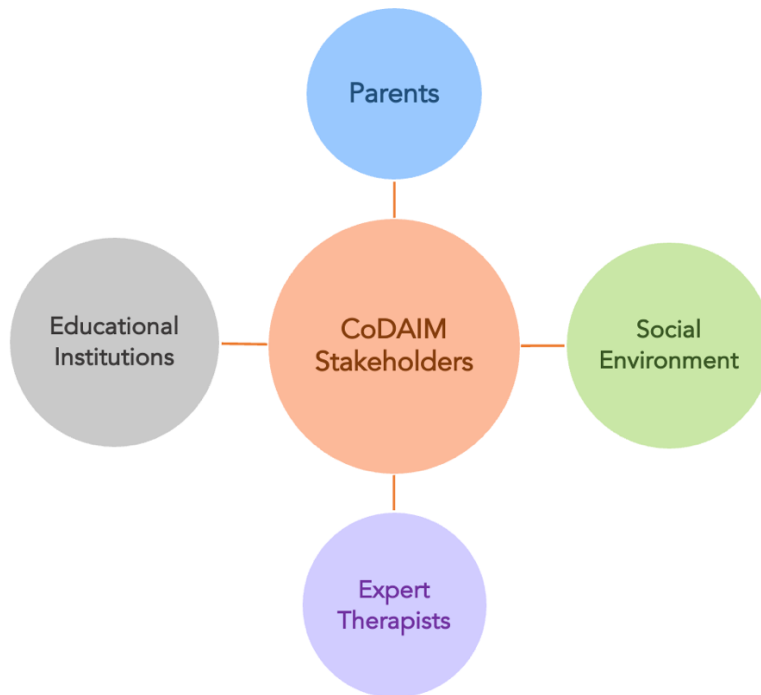 Parents
Educational
Institutions
CoDAIM
Stakeholders
Social
Environment
Expert
Therapists